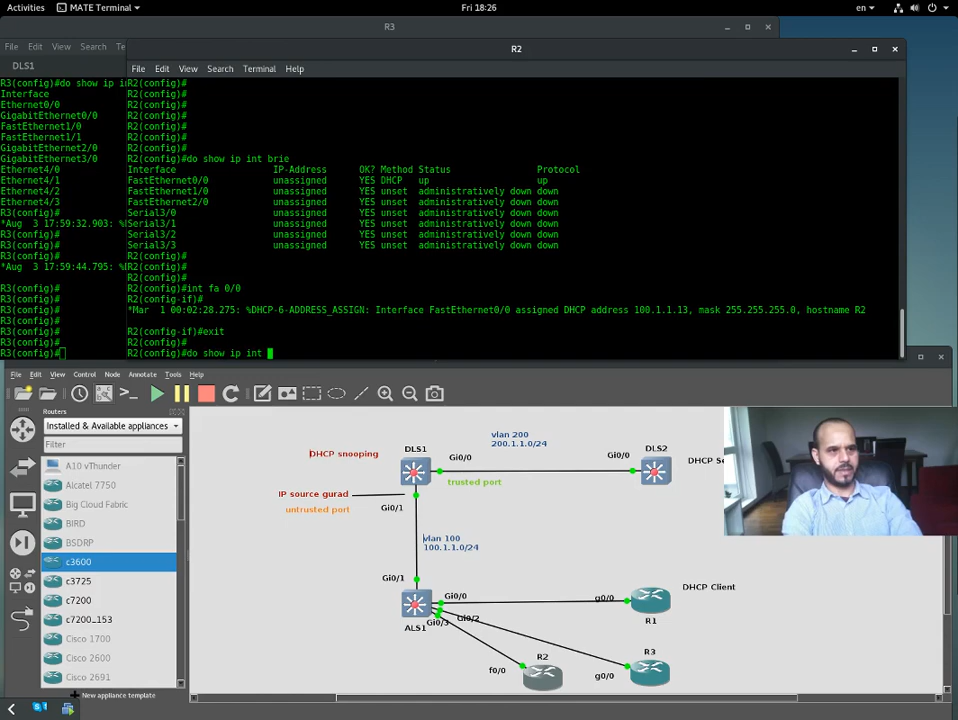 Activities
MATE Terminal
Fri 18:26
en
R3
File Edit View Search Te
DLS1
R2
File Edit View Search Terminal Help
R3(config)#do show ip in
Interface
Ethernet0/0
GigabitEthernet0/0
FastEthernet1/0
FastEthernet1/1
GigabitEthernet2/0
GigabitEthernet3/0
Ethernet4/0
Ethernet4/1
Ethernet4/2
Ethernet4/3
R3(config)#
*Aug  3 17:59:32.903: %
R3(config)#
R3(config)#
R3(config)#
*Aug  3 17:59:44.795: %
R3(config)#
R3(config)#
R3(config)#
R3(config)#
R3(config)#
R3(config)#
R3(config)#
R2(config)#
R2(config)#
R2(config)#
R2(config)#
R2(config)#
R2(config)#
R2(config)#
R2(config)#do show ip int brie
Interface IP-Address OK? Method Status Protocol
FastEthernet0/0 unassigned YES DHCP up up
FastEthernet1/0 unassigned YES unset administratively down down
FastEthernet2/0 unassigned YES unset administratively down down
Serial3/0 unassigned YES unset administratively down down
Serial3/1 unassigned YES unset administratively down down
Serial3/2 unassigned YES unset administratively down down
Serial3/3 unassigned YES unset administratively down down
R2(config)#
R2(config)#
R2(config)#
R2(config)#int fa 0/0
R2(config-if)#
*Mar  1 00:02:28.275: %DHCP-6-ADDRESS_ASSIGN: Interface FastEthernet0/0 assigned DHCP address 100.1.1.13, mask 255.255.255.0, hostname R2
R2(config-if)#exit
R2(config)#
R2(config)#do show ip int
File Edit View Control Node Annotate Tools Help
Routers
Installed & Available appliances
Filter
A10 vThunder
Alcatel 7750
Big Cloud Fabric
BIRD
BSDRP
c3600
c3725
c7200
c7200_153
Cisco 1700
Cisco 2600
Cisco 2691
New appliance template
DHCP snooping
DLS1
Gi0/0
vlan 200
200.1.1.0/24
Gi0/0
DLS2
DHCP Se
trusted port
IP source gurad
untrusted port
Gi0/1
vlan 100
100.1.1.0/24
Gi0/1
ALS1
Gi0/0
Gi0/2
Gi0/3
g0/0
DHCP Client
R1
f0/0
R2
g0/0
R3